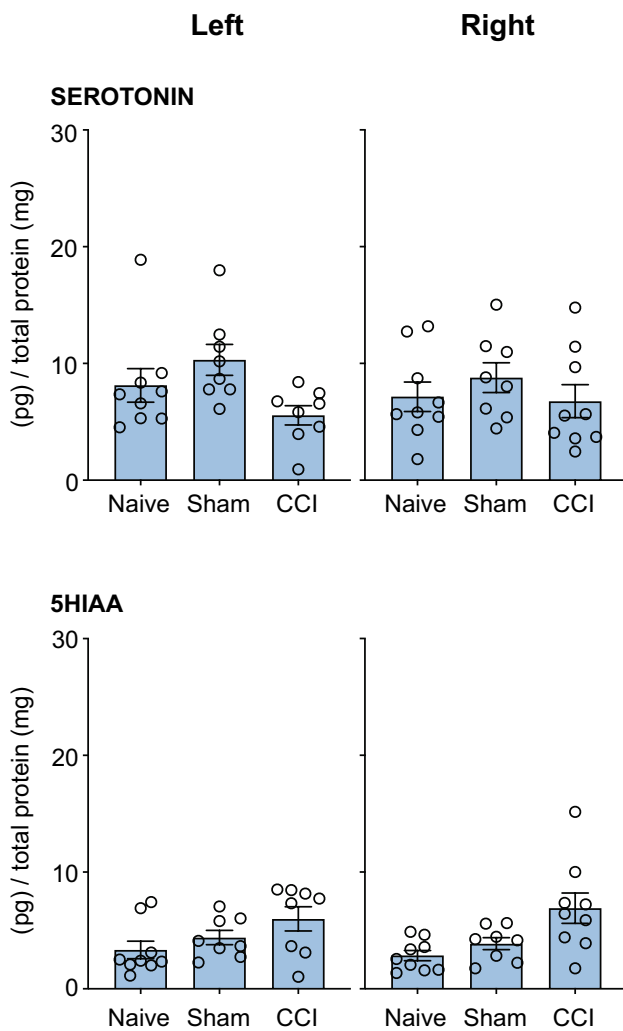 Left Right
SEROTONIN
(pg) / total protein (mg)
30
20
10
0
Naive Sham CCI Naive Sham CCI
5HIAA
(pg) / total protein (mg)
30
20
10
0
Naive Sham CCI Naive Sham CCI